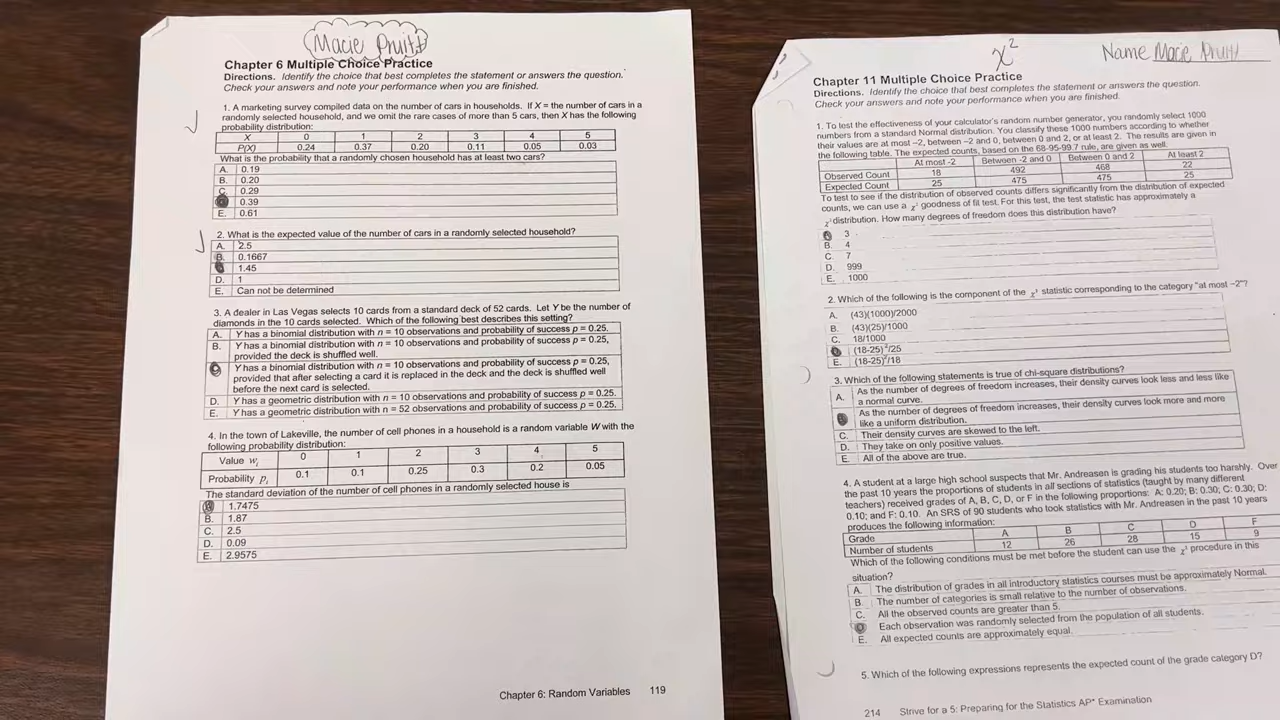 Macie Pruitt
Chapter 6 Multiple Choice Practice
Directions. Identify the choice that best completes the statement or answers the question.
Check your answers and note your performance when you are finished.
1. A marketing survey compiled data on the number of cars in households. If X = the number of cars in a
randomly selected household, and we omit the rare cases of more than 5 cars, then X has the following
probability distribution:
X 0 1 2 3 4 5
P(X) 0.24 0.37 0.20 0.11 0.05 0.03
What is the probability that a randomly chosen household has at least two cars?
A. 0.19
B. 0.20
C. 0.29
0.39
E. 0.61
2. What is the expected value of the number of cars in a randomly selected household?
A. 2.5
B. 0.1667
1.45
D. 1
E. Can not be determined
3. A dealer in Las Vegas selects 10 cards from a standard deck of 52 cards. Let Y be the number of
diamonds in the 10 cards selected. Which of the following best describes this setting?
A. Y has a binomial distribution with n = 10 observations and probability of success p = 0.25.
B. Y has a binomial distribution with n = 10 observations and probability of success p = 0.25,
provided the deck is shuffled well.
Y has a binomial distribution with n = 10 observations and probability of success p = 0.25,
provided that after selecting a card it is replaced in the deck and the deck is shuffled well
before the next card is selected.
D. Y has a geometric distribution with n = 10 observations and probability of success p = 0.25.
E. Y has a geometric distribution with n = 52 observations and probability of success p = 0.25.
4. In the town of Lakeville, the number of cell phones in a household is a random variable W with the
following probability distribution:
Value wᵢ 0 1 2 3 4 5
Probability pᵢ 0.1 0.1 0.25 0.3 0.2 0.05
The standard deviation of the number of cell phones in a randomly selected house is
1.7475
B. 1.87
C. 2.5
D. 0.09
E. 2.9575
Chapter 6: Random Variables 119
χ²
Name Macie Pruitt
Chapter 11 Multiple Choice Practice
Directions. Identify the choice that best completes the statement or answers the question.
Check your answers and note your performance when you are finished.
1. To test the effectiveness of your calculator's random number generator, you randomly select 1000
numbers from a standard Normal distribution. You classify these 1000 numbers according to whether
their values are at most –2, between –2 and 0, between 0 and 2, or at least 2. The results are given in
the following table. The expected counts, based on the 68-95-99.7 rule, are given as well.
At most -2 Between -2 and 0 Between 0 and 2 At least 2
Observed Count 18 492 468 22
Expected Count 25 475 475 25
To test to see if the distribution of observed counts differs significantly from the distribution of expected
counts, we can use a χ² goodness of fit test. For this test, the test statistic has approximately a
χ² distribution. How many degrees of freedom does this distribution have?
3
B. 4
C. 7
D. 999
E. 1000
2. Which of the following is the component of the χ² statistic corresponding to the category "at most –2"?
A. (43)(1000)/2000
B. (43)(25)/1000
C. 18/1000
(18-25)²/25
E. (18-25)²/18
3. Which of the following statements is true of chi-square distributions?
A. As the number of degrees of freedom increases, their density curves look less and less like
a normal curve.
As the number of degrees of freedom increases, their density curves look more and more
like a uniform distribution.
C. Their density curves are skewed to the left.
D. They take on only positive values.
E. All of the above are true.
4. A student at a large high school suspects that Mr. Andreasen is grading his students too harshly. Over
the past 10 years the proportions of students in all sections of statistics (taught by many different
teachers) received grades of A, B, C, D, or F in the following proportions: A: 0.20; B: 0.30; C: 0.30; D:
0.10; and F: 0.10. An SRS of 90 students who took statistics with Mr. Andreasen in the past 10 years
produces the following information:
Grade A B C D F
Number of students 12 26 28 15 9
Which of the following conditions must be met before the student can use the χ² procedure in this
situation?
A. The distribution of grades in all introductory statistics courses must be approximately Normal.
B. The number of categories is small relative to the number of observations.
C. All the observed counts are greater than 5.
Each observation was randomly selected from the population of all students.
E. All expected counts are approximately equal.
5. Which of the following expressions represents the expected count of the grade category D?
214 Strive for a 5: Preparing for the Statistics AP* Examination